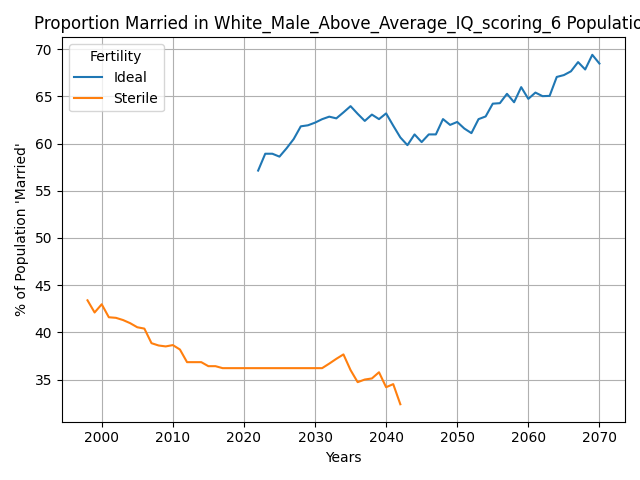 Proportion Married in White_Male_Above_Average_IQ_scoring_6 Populatio
Fertility
Ideal
Sterile
% of Population 'Married'
70
65
60
55
50
45
40
35
2000 2010 2020 2030 2040 2050 2060 2070
Years